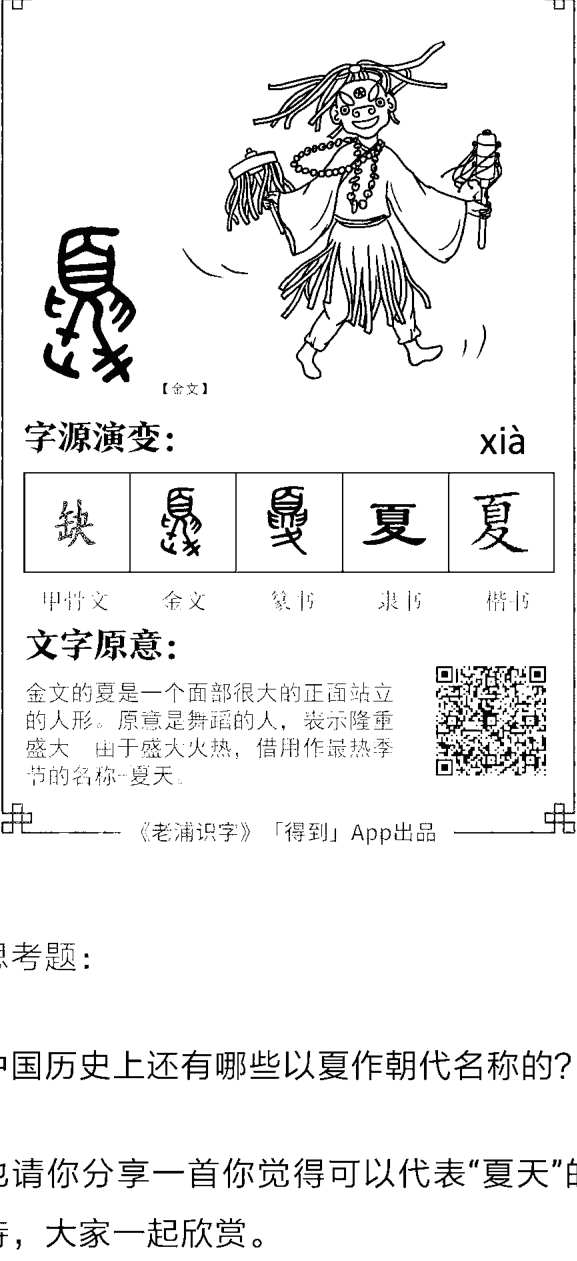 【金文】
字源演变：
xià
缺
夏
夏
夏
夏
甲骨文 金文 篆书 隶书 楷书
文字原意：
金文的夏是一个面部很大的正面站立
的人形。原意是舞蹈的人，表示隆重
盛大 由于盛大火热，借用作最热季
节的名称-夏天。
《老浦识字》「得到」App出品
思考题：
中国历史上还有哪些以夏作朝代名称的？
也请你分享一首你觉得可以代表“夏天”的
诗，大家一起欣赏。